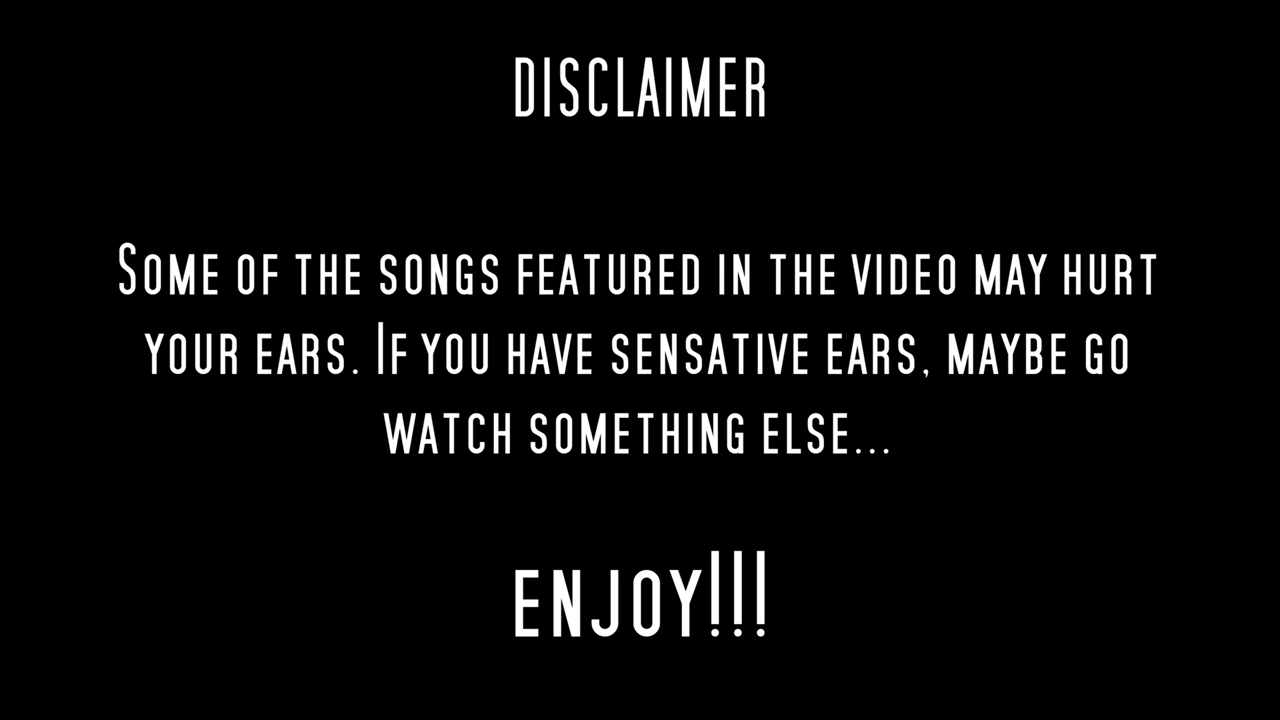 DISCLAIMER
SOME OF THE SONGS FEATURED IN THE VIDEO MAY HURT
YOUR EARS. IF YOU HAVE SENSATIVE EARS, MAYBE GO
WATCH SOMETHING ELSE...
ENJOY!!!